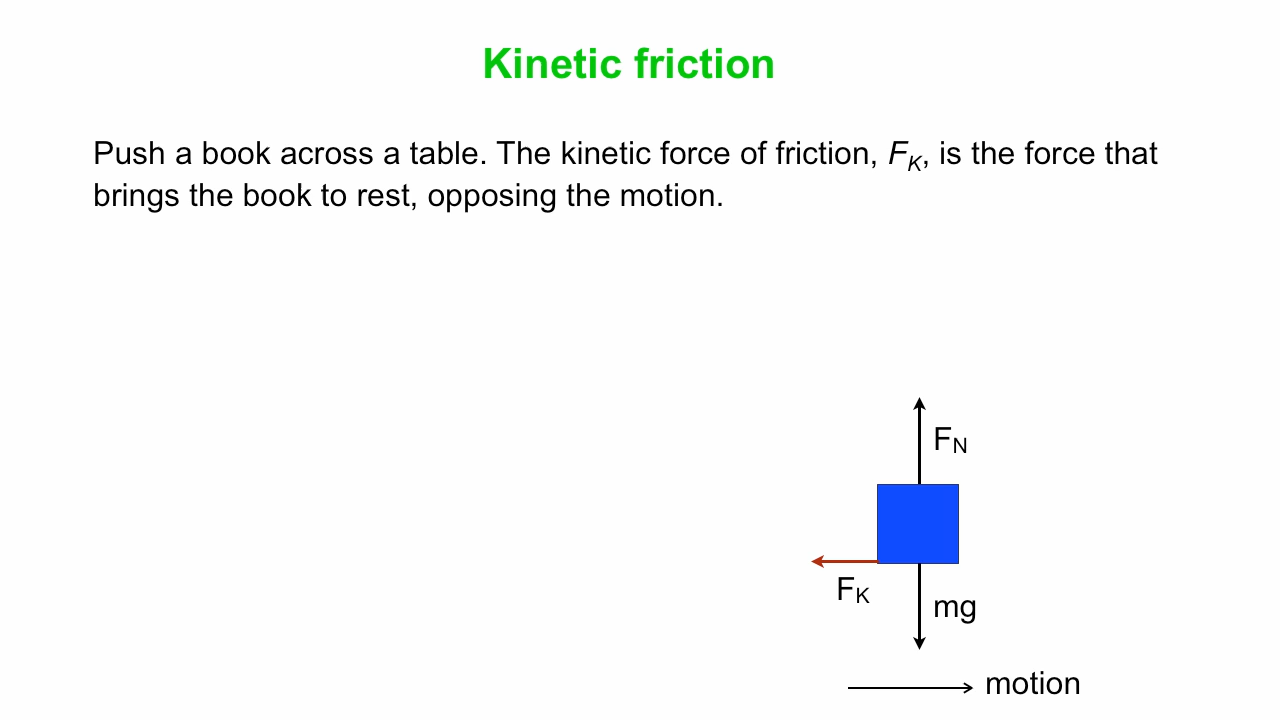 Kinetic friction
Push a book across a table. The kinetic force of friction, FK, is the force that
brings the book to rest, opposing the motion.
FN
FK
mg
motion